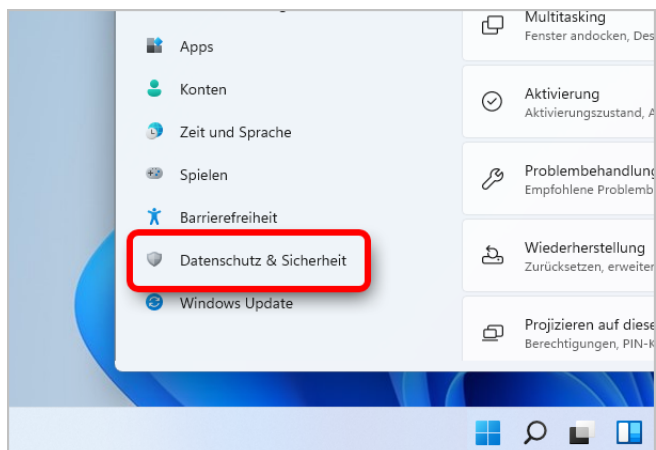 Apps
Konten
Zeit und Sprache
Spielen
Barrierefreiheit
Datenschutz & Sicherheit
Windows Update
Multitasking
Fenster andocken, Des
Aktivierung
Aktivierungszustand, A
Problembehandlung
Empfohlene Problemb
Wiederherstellung
Zurücksetzen, erweiter
Projizieren auf diese
Berechtigungen, PIN-K